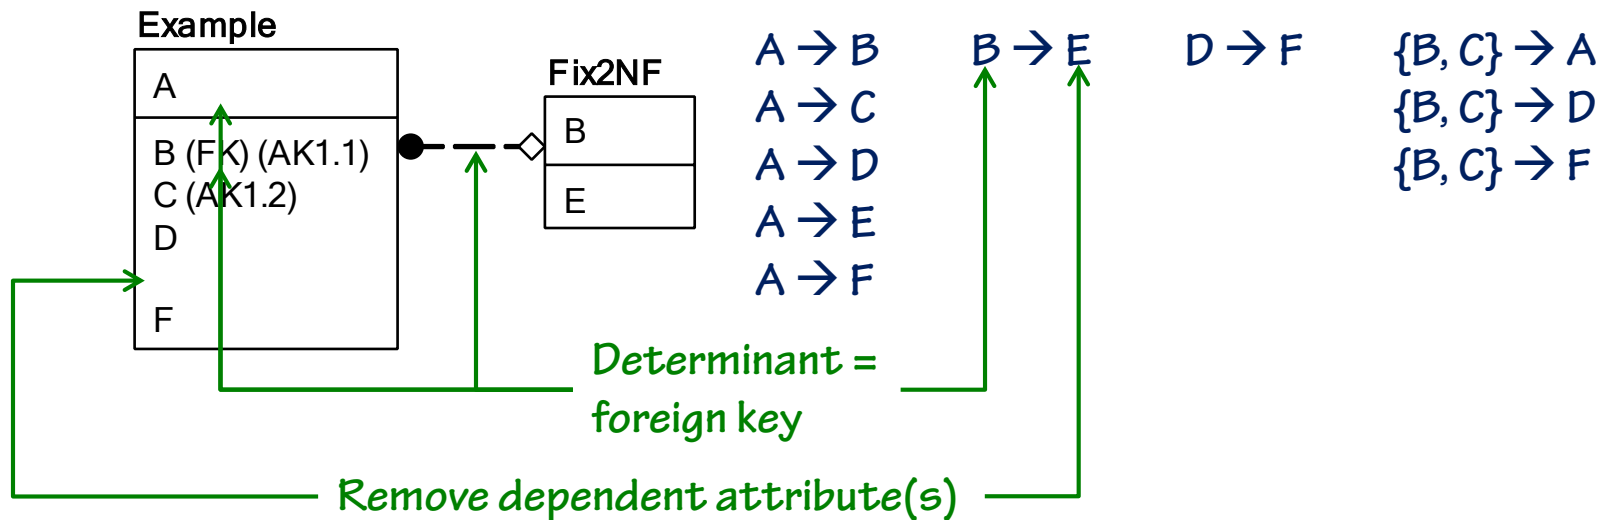 Example
A
B (FK) (AK1.1)
C (AK1.2)
D
F
Fix2NF
B
E
A → B
A → C
A → D
A → E
A → F
B → E
D → F
{B, C} → A
{B, C} → D
{B, C} → F
Determinant =
foreign key
Remove dependent attribute(s)